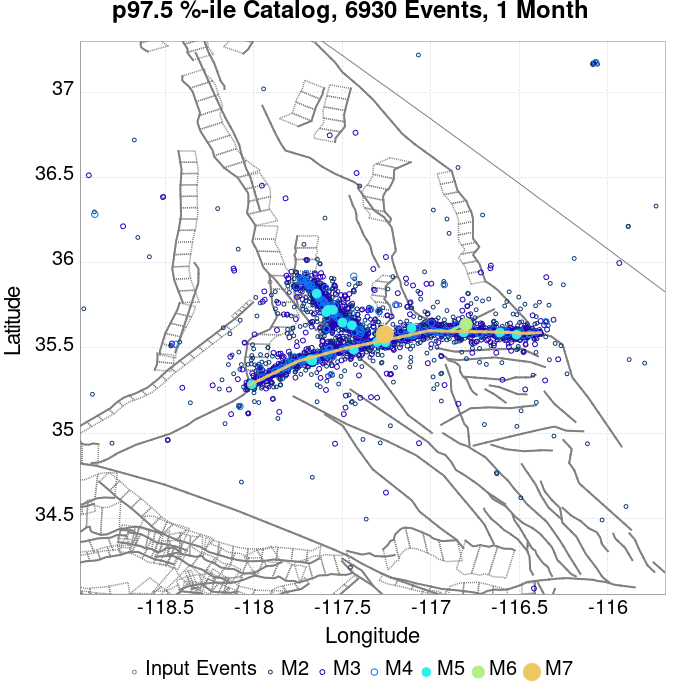 p97.5 %-ile Catalog, 6930 Events, 1 Month
37
36.5
36
35.5
35
34.5
Latitude
-118.5 -118 -117.5 -117 -116.5 -116
Longitude
Input Events M2 M3 M4 M5 M6 M7